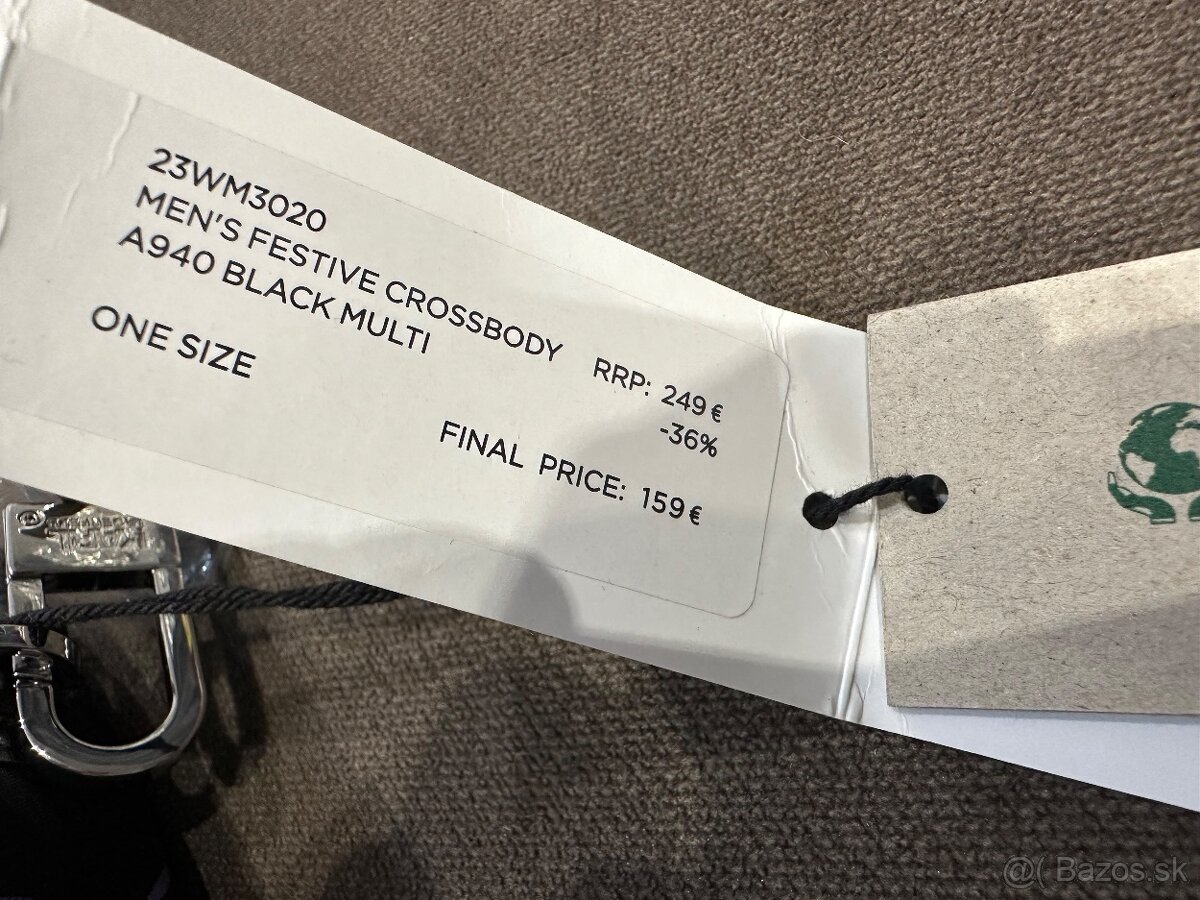 23WM3020
MEN'S FESTIVE CROSSBODY
A940 BLACK MULTI
ONE SIZE
RRP: 249 €
-36%
FINAL PRICE: 159 €
@( Bazos.sk